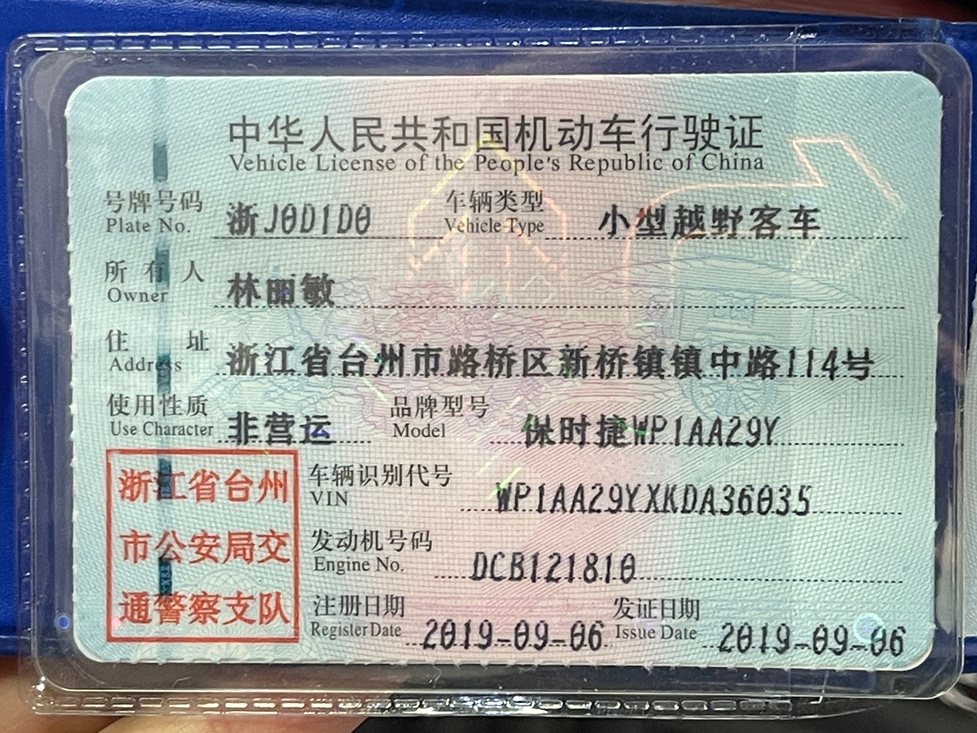 中华人民共和国机动车行驶证
Vehicle License of the People's Republic of China
号牌号码 浙J0D1D0 车辆类型 小型越野客车
Plate No. Vehicle Type
所有人 林丽敏
Owner
住址 浙江省台州市路桥区新桥镇镇中路114号
Address
使用性质 非营运 品牌型号 保时捷WP1AA29Y
Use Character Model
浙江省台州
市公安局交
通警察支队
车辆识别代号 WP1AA29YXKDA36035
VIN
发动机号码 DCB121810
Engine No.
注册日期 2019-09-06 发证日期 2019-09-06
Register Date Issue Date